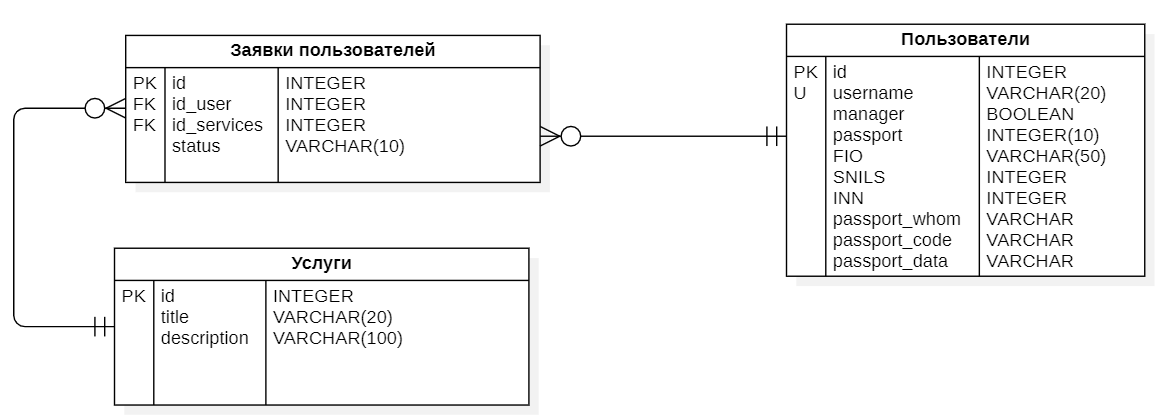 Заявки пользователей
PK id INTEGER
FK id_user INTEGER
FK id_services INTEGER
status VARCHAR(10)
Пользователи
PK id INTEGER
U username VARCHAR(20)
manager BOOLEAN
passport INTEGER(10)
FIO VARCHAR(50)
SNILS INTEGER
INN INTEGER
passport_whom VARCHAR
passport_code VARCHAR
passport_data VARCHAR
Услуги
PK id INTEGER
title VARCHAR(20)
description VARCHAR(100)